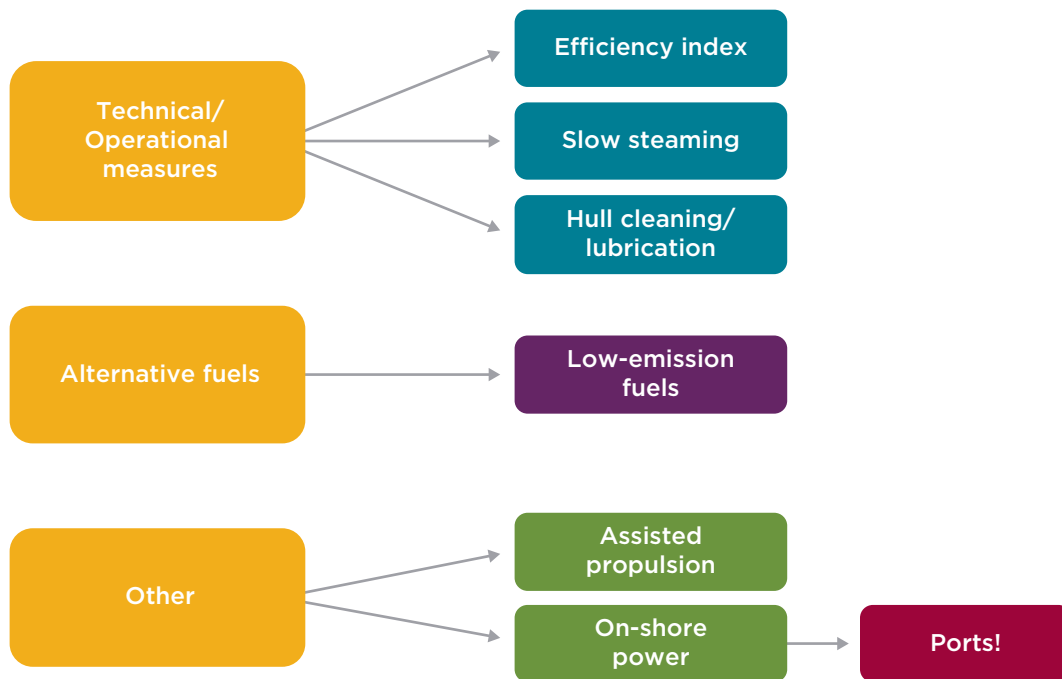 Technical/
Operational
measures
Efficiency index
Slow steaming
Hull cleaning/
lubrication
Alternative fuels
Low-emission
fuels
Other
Assisted
propulsion
On-shore
power
Ports!